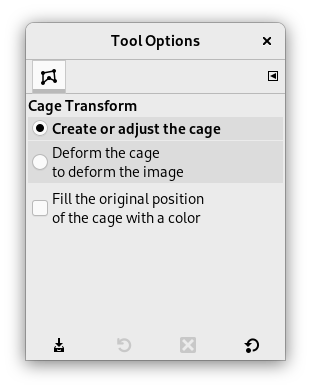 Tool Options
Cage Transform
Create or adjust the cage
Deform the cage
to deform the image
Fill the original position
of the cage with a color